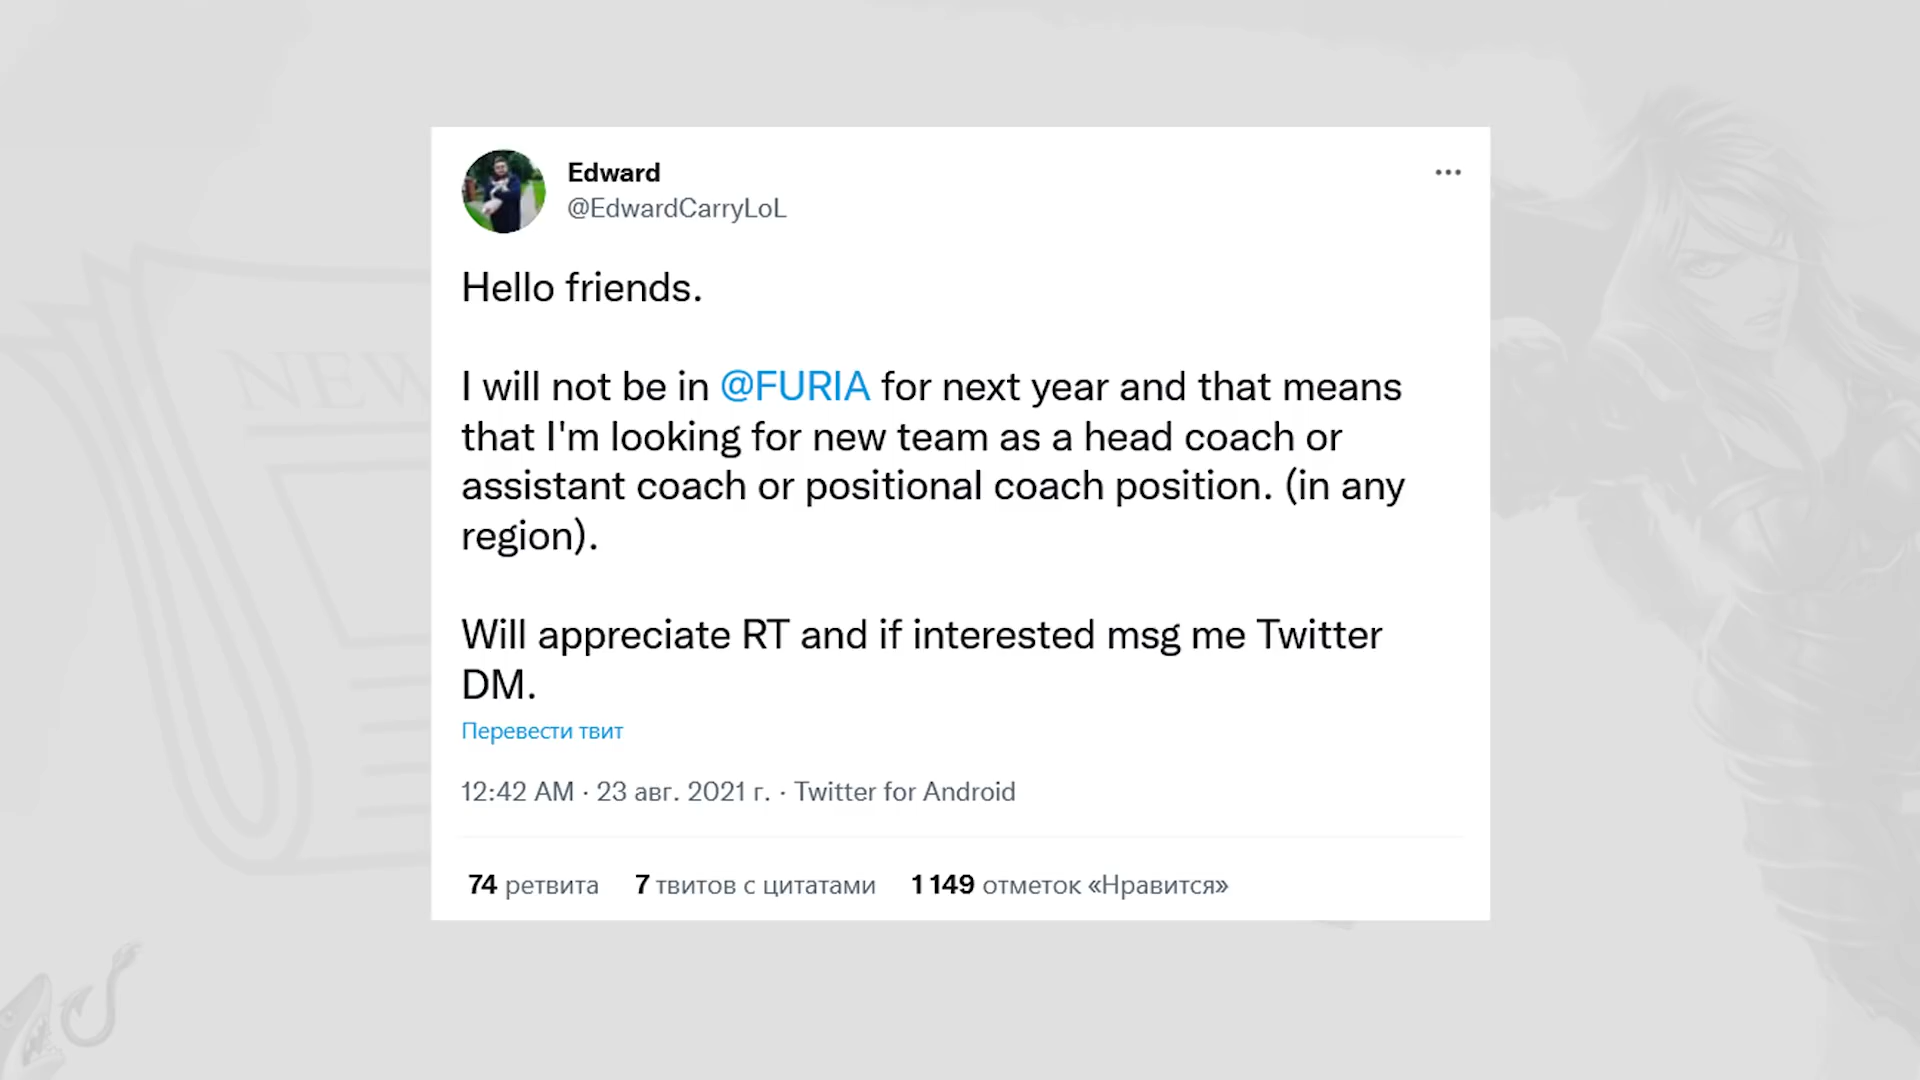 Edward
@EdwardCarryLoL
Hello friends.
I will not be in @FURIA for next year and that means
that I'm looking for new team as a head coach or
assistant coach or positional coach position. (in any
region).
Will appreciate RT and if interested msg me Twitter
DM.
Перевести твит
12:42 AM · 23 авг. 2021 г. · Twitter for Android
74 ретвита 7 твитов с цитатами 1 149 отметок «Нравится»
NEW